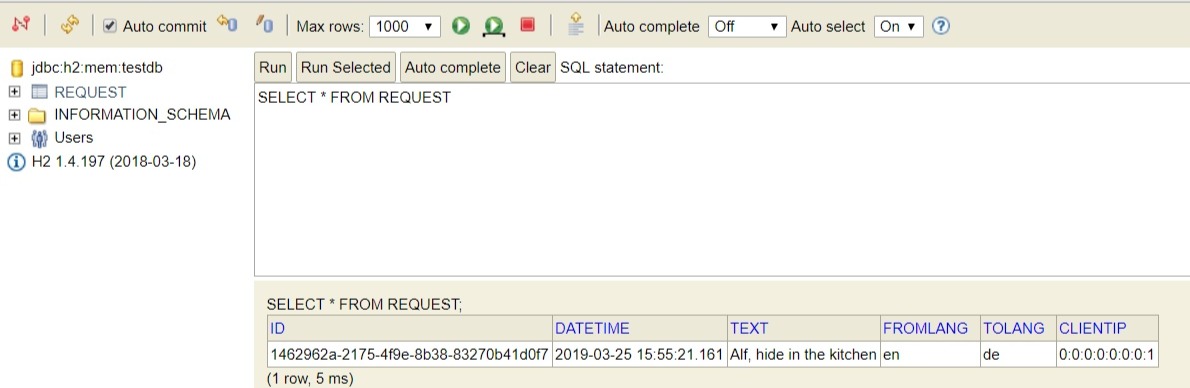 Auto commit Max rows: 1000 Auto complete Off Auto select On
jdbc:h2:mem:testdb
REQUEST
INFORMATION_SCHEMA
Users
H2 1.4.197 (2018-03-18)
Run Run Selected Auto complete Clear SQL statement:
SELECT * FROM REQUEST
SELECT * FROM REQUEST;
ID DATETIME TEXT FROMLANG TOLANG CLIENTIP
1462962a-2175-4f9e-8b38-83270b41d0f7 2019-03-25 15:55:21.161 Alf, hide in the kitchen en de 0:0:0:0:0:0:0:1
(1 row, 5 ms)